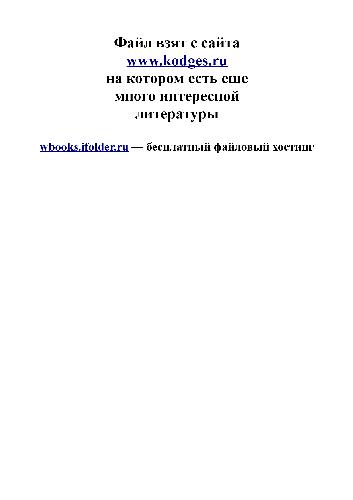 Файл взят с сайта
www.kodges.ru
на котором есть еще
много интересной
литературы
wbooks.ifolder.ru — бесплатный файловый хостинг